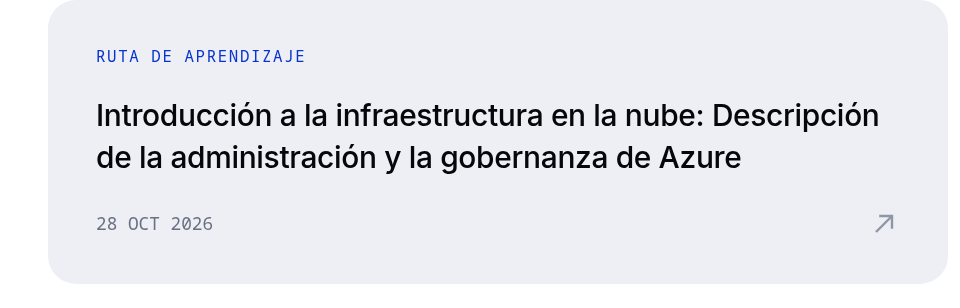 RUTA DE APRENDIZAJE
Introducción a la infraestructura en la nube: Descripción
de la administración y la gobernanza de Azure
28 OCT 2026